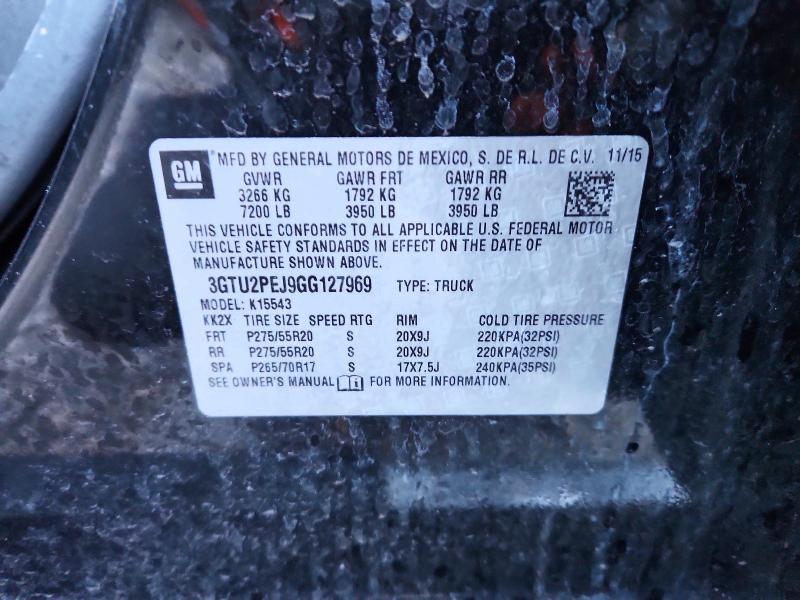 GM MFD BY GENERAL MOTORS DE MEXICO, S. DE R.L. DE C.V. 11/15
GVWR GAWR FRT GAWR RR
3266 KG 1792 KG 1792 KG
7200 LB 3950 LB 3950 LB
THIS VEHICLE CONFORMS TO ALL APPLICABLE U.S. FEDERAL MOTOR
VEHICLE SAFETY STANDARDS IN EFFECT ON THE DATE OF
MANUFACTURE SHOWN ABOVE.
3GTU2PEJ9GG127969 TYPE: TRUCK
MODEL: K15543
KK2X TIRE SIZE SPEED RTG RIM COLD TIRE PRESSURE
FRT P275/55R20 S 20X9J 220KPA(32PSI)
RR P275/55R20 S 20X9J 220KPA(32PSI)
SPA P265/70R17 S 17X7.5J 240KPA(35PSI)
SEE OWNER'S MANUAL FOR MORE INFORMATION.